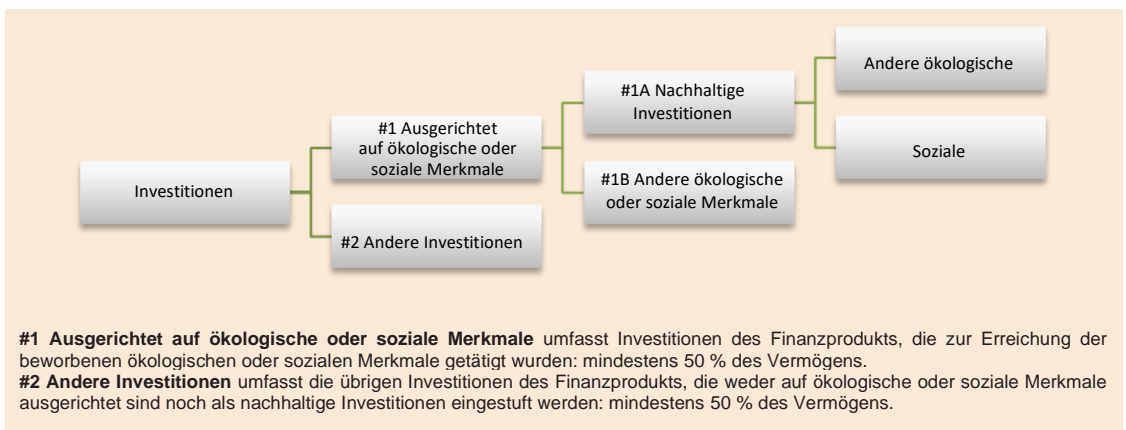 Andere ökologische
#1A Nachhaltige
Investitionen
#1 Ausgerichtet
auf ökologische oder
soziale Merkmale
Soziale
Investitionen
#1B Andere ökologische
oder soziale Merkmale
#2 Andere Investitionen
#1 Ausgerichtet auf ökologische oder soziale Merkmale umfasst Investitionen des Finanzprodukts, die zur Erreichung der
beworbenen ökologischen oder sozialen Merkmale getätigt wurden: mindestens 50 % des Vermögens.
#2 Andere Investitionen umfasst die übrigen Investitionen des Finanzprodukts, die weder auf ökologische oder soziale Merkmale
ausgerichtet sind noch als nachhaltige Investitionen eingestuft werden: mindestens 50 % des Vermögens.